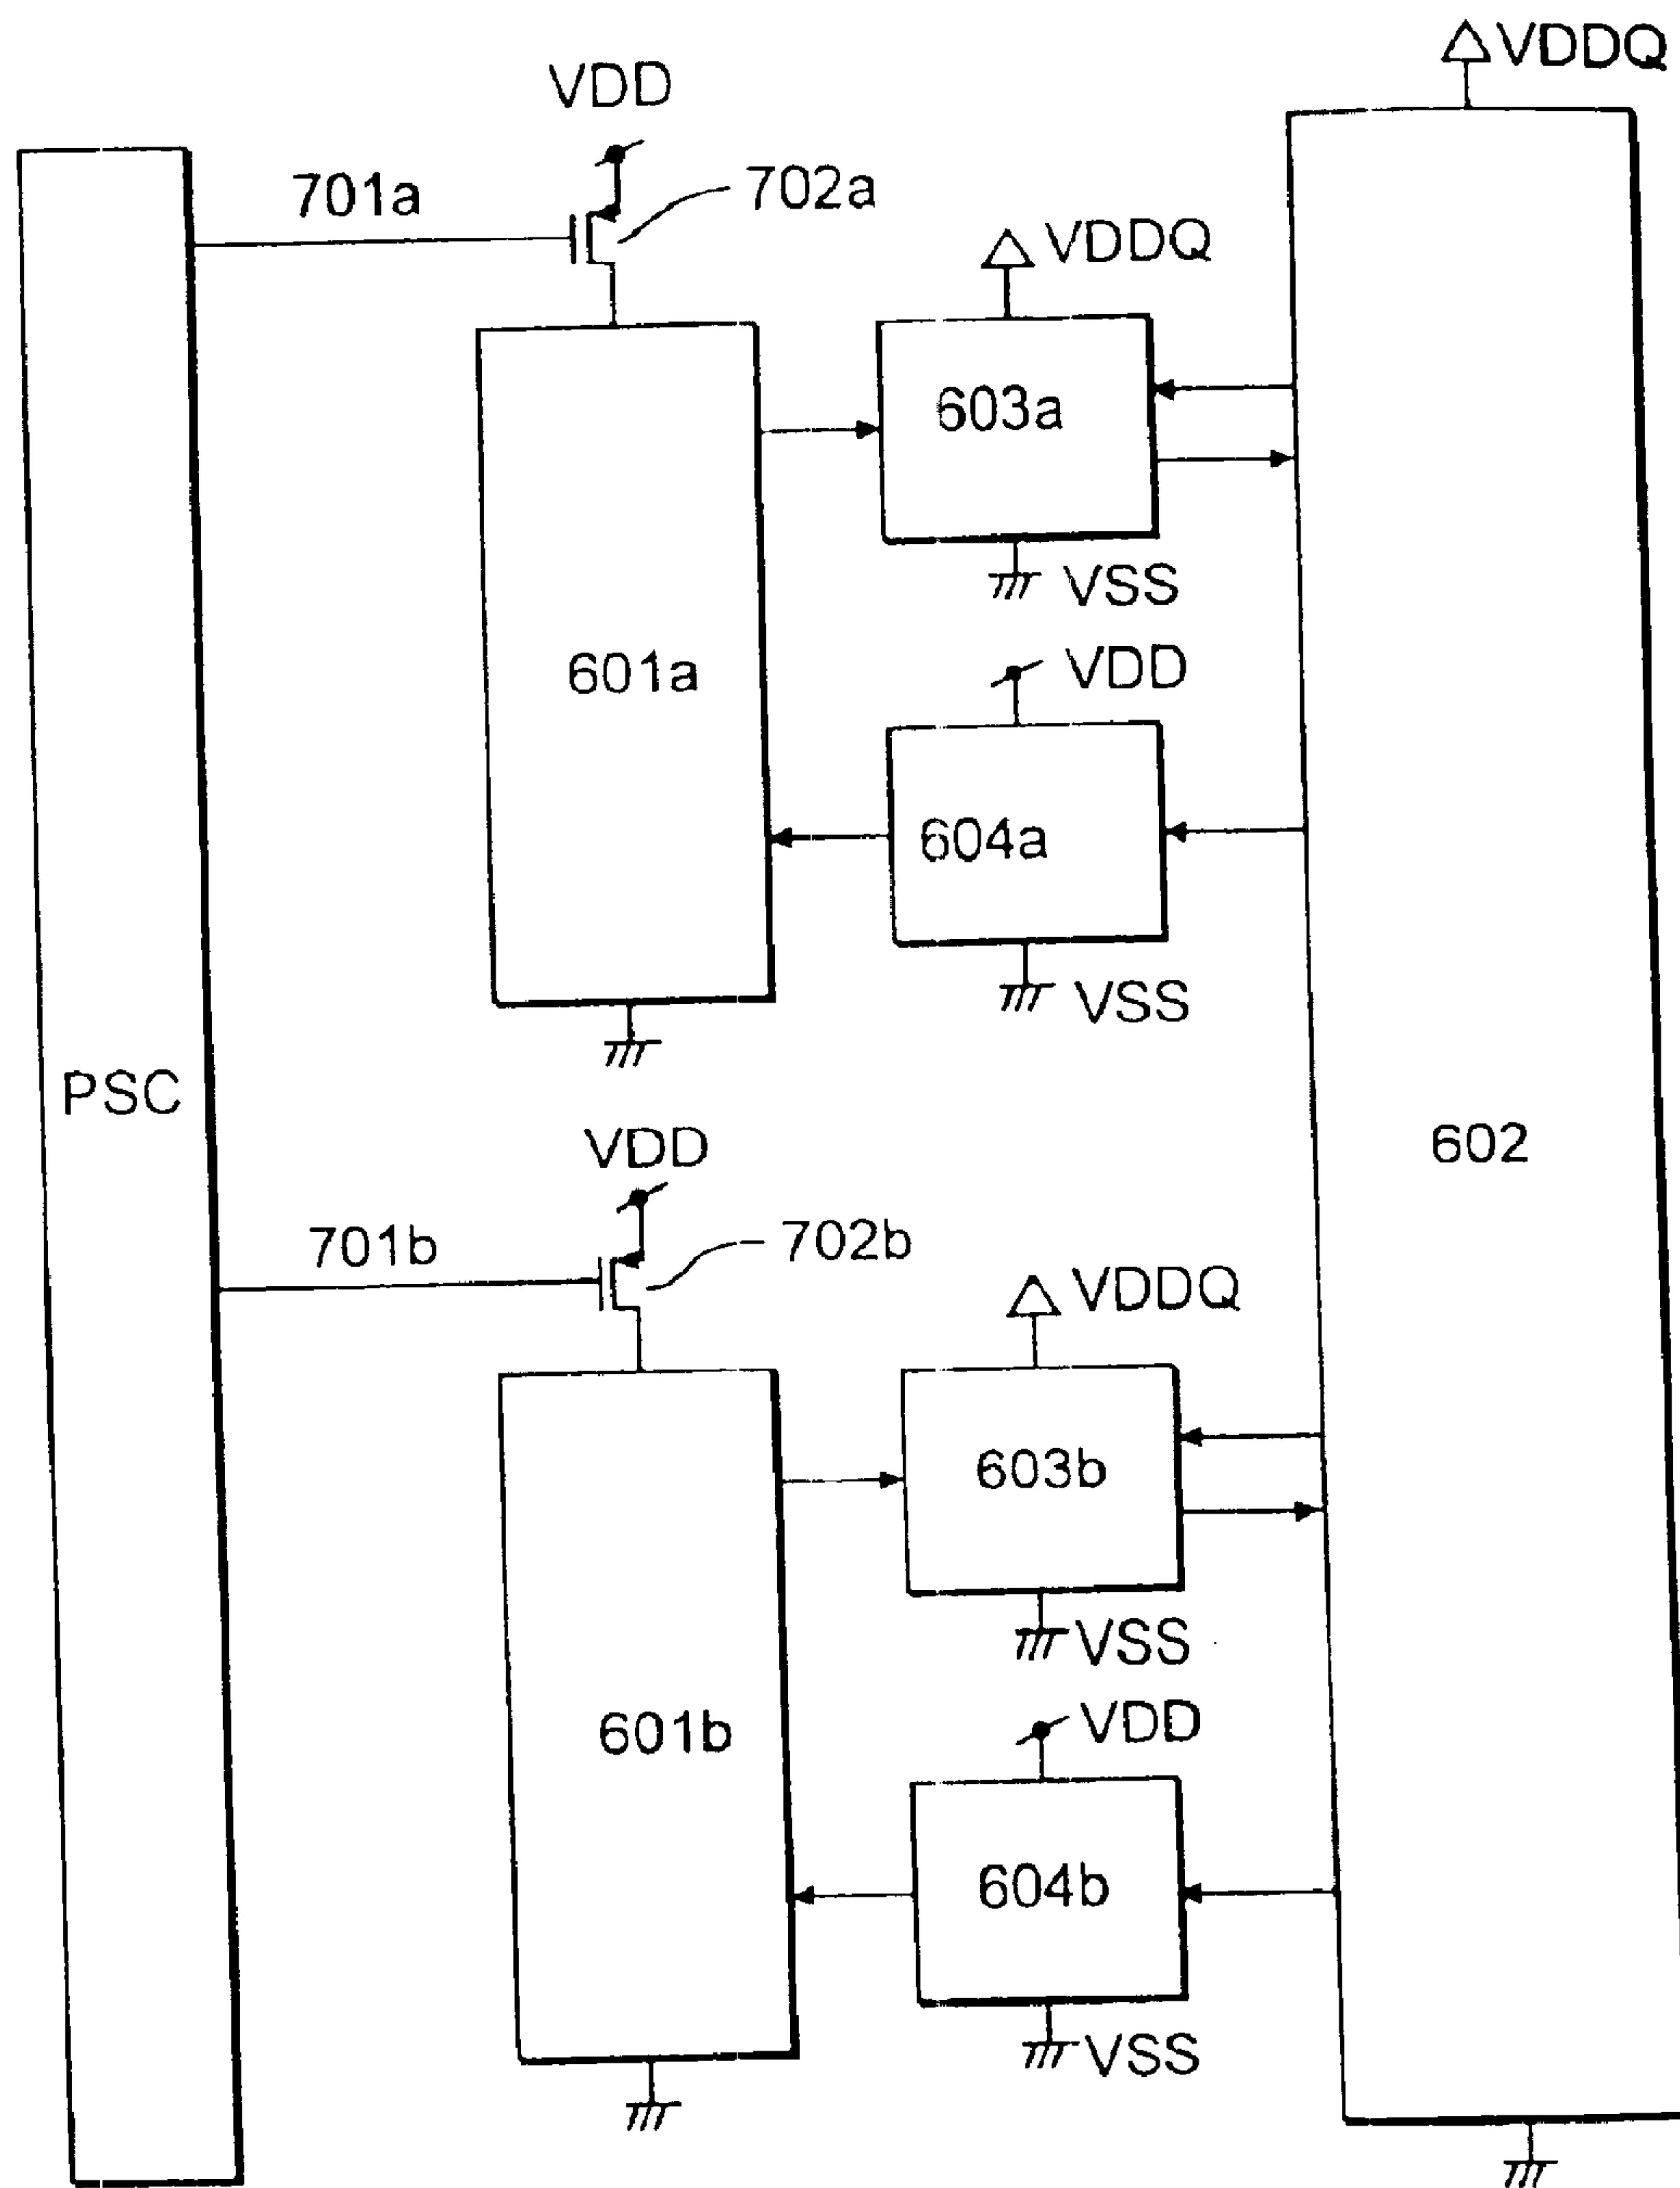 VDDQ
VDD
701a
702a
VDDQ
603a
VSS
601a
VDD
604a
VSS
PSC
VDD
602
701b
702b
VDDQ
603b
VSS
601b
VDD
604b
VSS